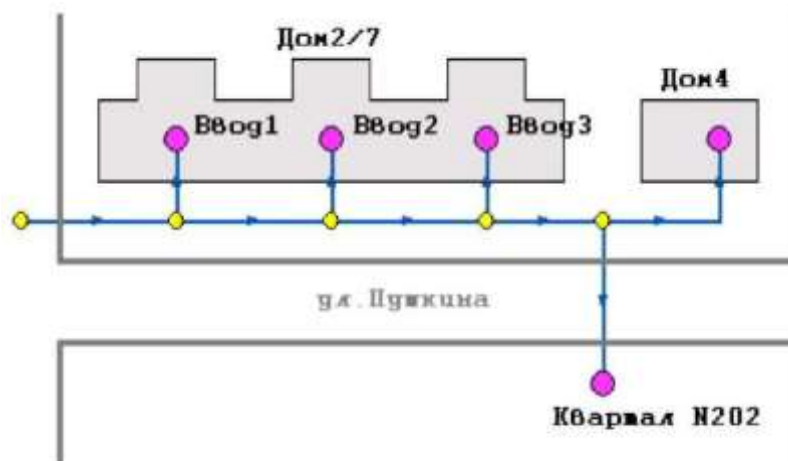 Дом2/7
Дом4
Ввод1
Ввод2
Ввод3
ул.Пушкина
Квартал N202